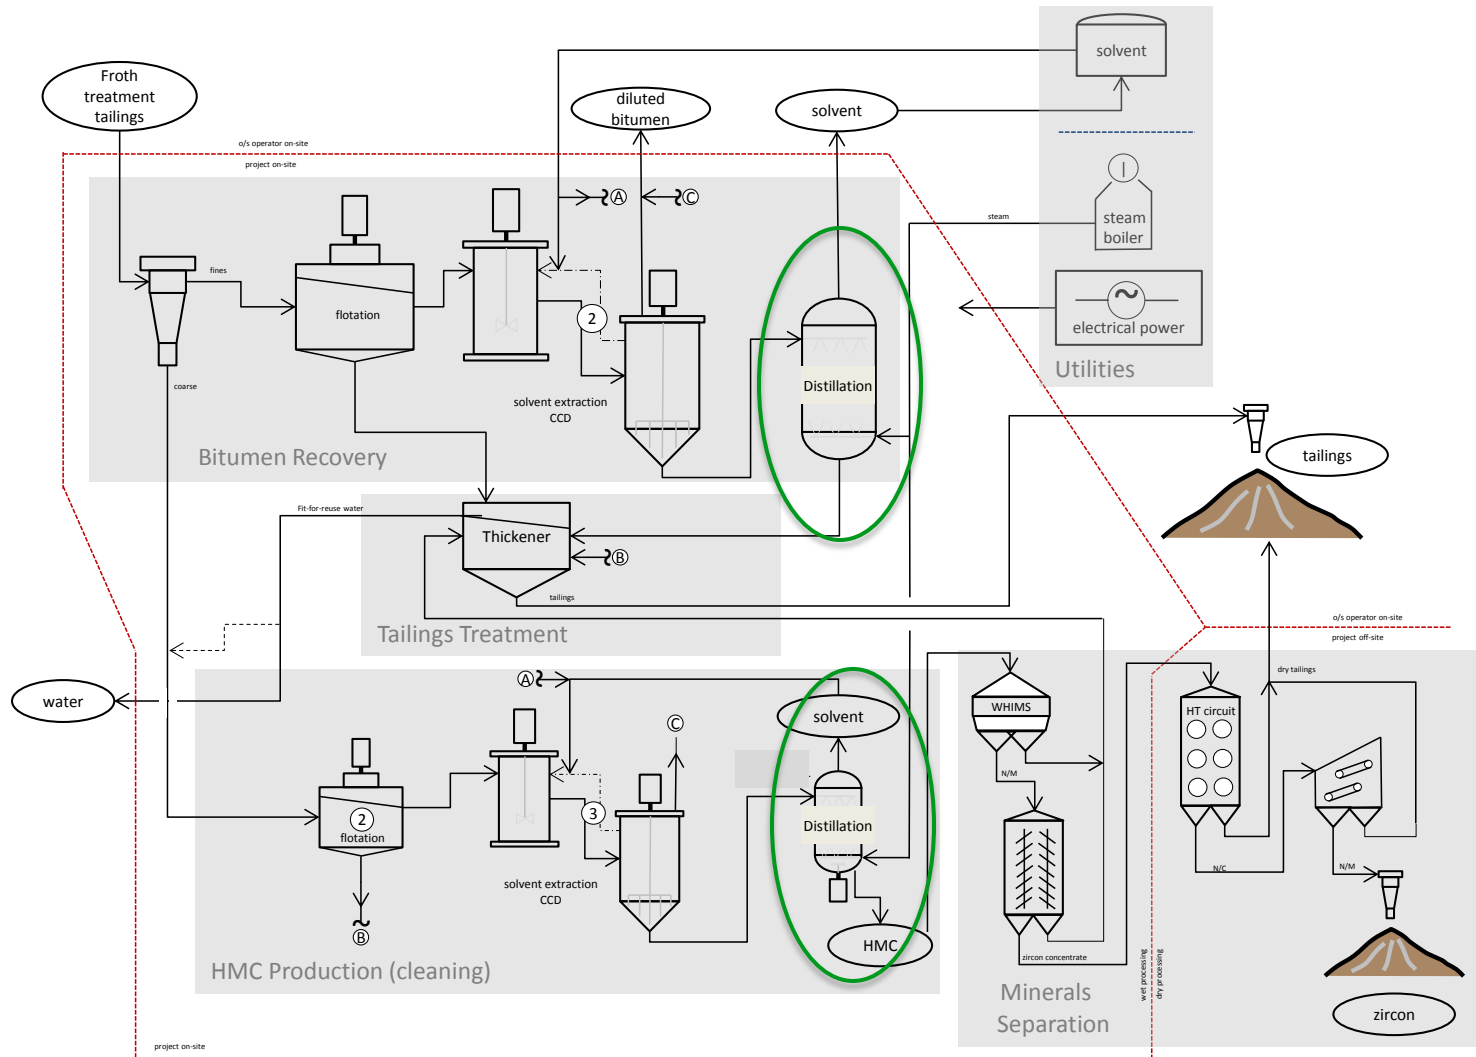 solvent
Froth
treatment
tailings
diluted
bitumen
solvent
o/s operator on-site
project on-site
A
C
steam
steam
boiler
fines
flotation
2
electrical power
Utilities
coarse
solvent extraction
CCD
Distillation
Bitumen Recovery
tailings
Fit-for-reuse water
Thickener
B
tailings
Tailings Treatment
o/s operator on-site
project off-site
dry tailings
water
A
C
solvent
WHIMS
HT circuit
N/M
2
flotation
3
Distillation
solvent extraction
CCD
N/C
N/M
B
HMC
HMC Production (cleaning)
zircon concentrate
wet processing
dry processing
Minerals
Separation
zircon
project on-site